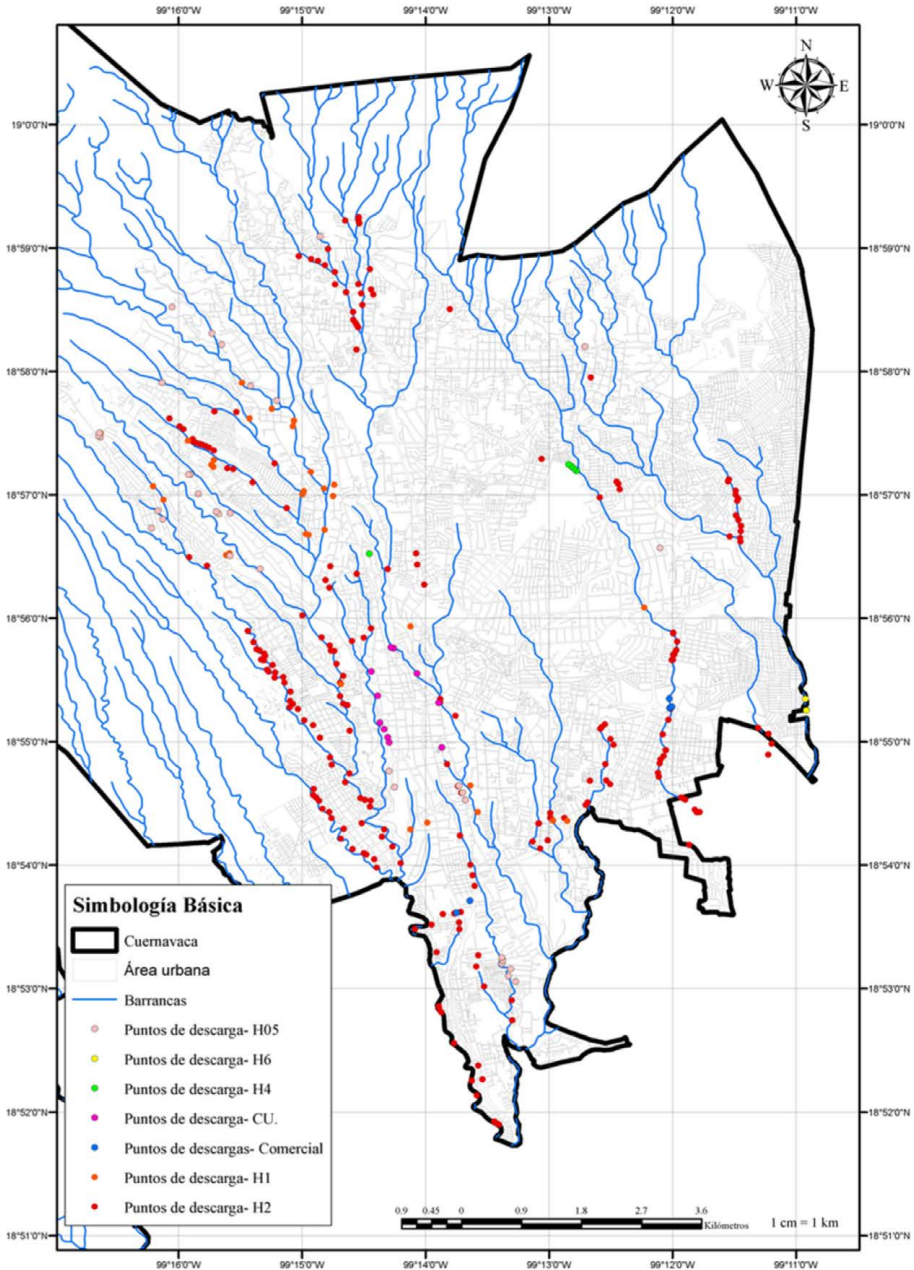 99°16'0"W 99°15'0"W 99°14'0"W 99°13'0"W 99°12'0"W 99°11'0"W
N
W E
S
19°0'0"N 19°0'0"N
18°59'0"N 18°59'0"N
18°58'0"N 18°58'0"N
18°57'0"N 18°57'0"N
18°56'0"N 18°56'0"N
18°55'0"N 18°55'0"N
18°54'0"N 18°54'0"N
18°53'0"N 18°53'0"N
18°52'0"N 18°52'0"N
18°51'0"N 18°51'0"N
Simbología Básica
Cuernavaca
Área urbana
Barrancas
Puntos de descarga- H05
Puntos de descarga- H6
Puntos de descarga- H4
Puntos de descarga- CU.
Puntos de descargas- Comercial
Puntos de descarga- H1
Puntos de descarga- H2
0.9 0.45 0 0.9 1.8 2.7 3.6
Kilómetros
1 cm = 1 km
99°16'0"W 99°15'0"W 99°14'0"W 99°13'0"W 99°12'0"W 99°11'0"W